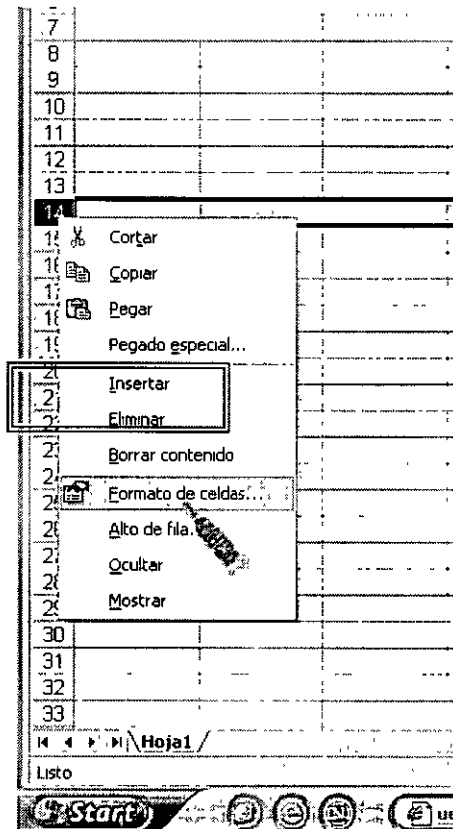 7
8
9
10
11
12
13
14
Cortar
Copiar
Pegar
Pegado especial...
Insertar
Eliminar
Borrar contenido
Formato de celdas...
Alto de fila.
Ocultar
Mostrar
30
31
32
33
Hoja1
Listo
Start